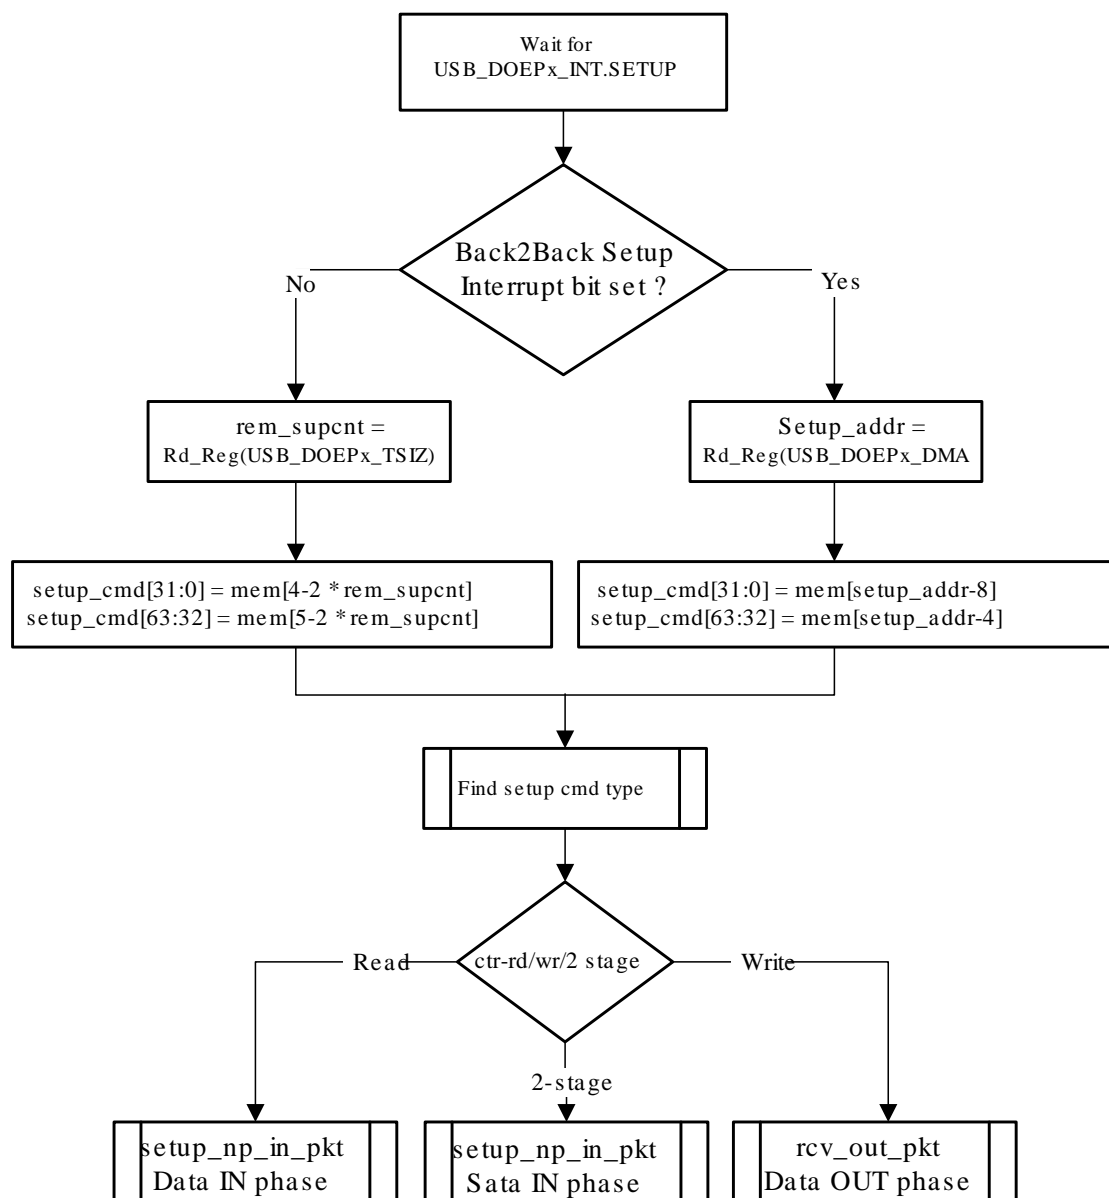 Wait for
USB_DOEPx_INT.SETUP
Back2Back Setup
Interrupt bit set ?
No
Yes
rem_supcnt =
Rd_Reg(USB_DOEPx_TSIZ)
Setup_addr =
Rd_Reg(USB_DOEPx_DMA
setup_cmd[31:0] = mem[4-2 * rem_supcnt]
setup_cmd[63:32] = mem[5-2 * rem_supcnt]
setup_cmd[31:0] = mem[setup_addr-8]
setup_cmd[63:32] = mem[setup_addr-4]
Find setup cmd type
ctr-rd/wr/2 stage
Read
Write
2-stage
setup_np_in_pkt
Data IN phase
setup_np_in_pkt
Sata IN phase
rcv_out_pkt
Data OUT phase